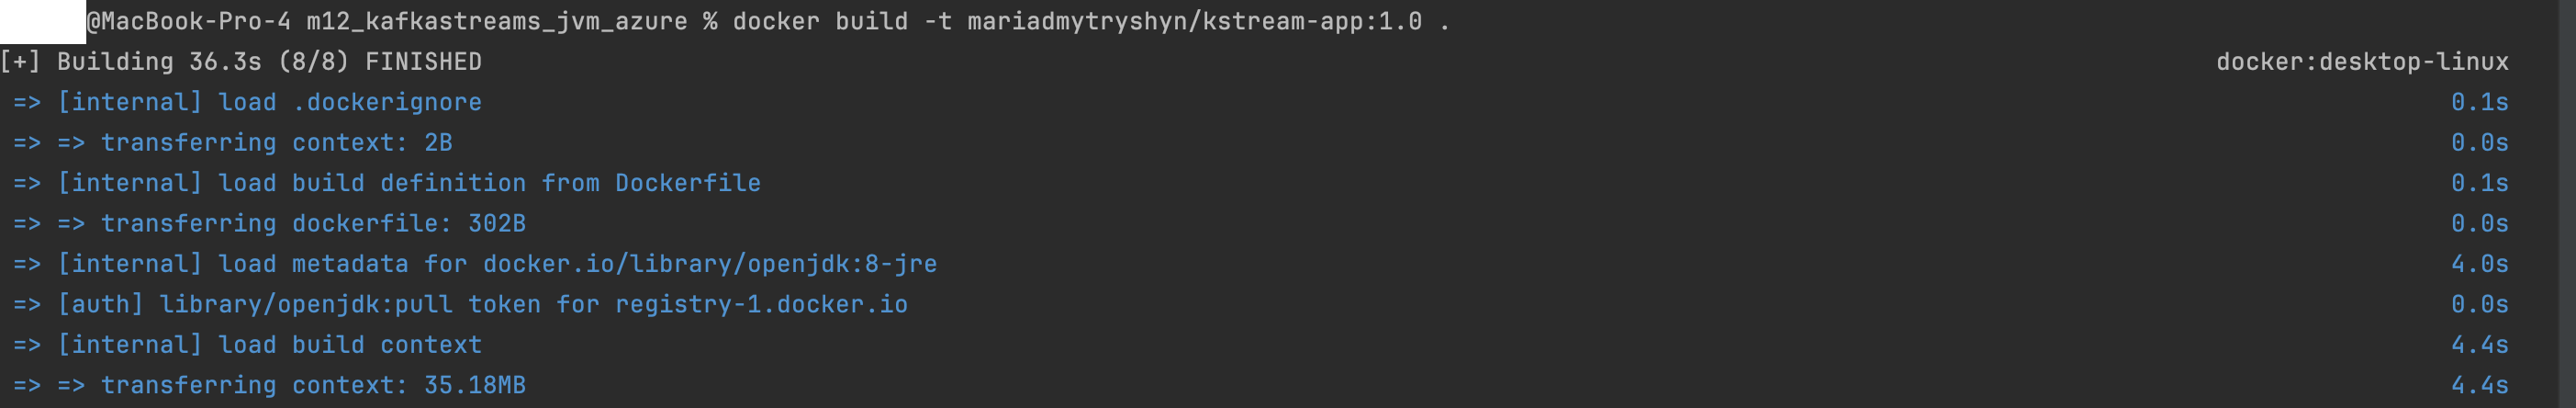 @MacBook-Pro-4 m12_kafkastreams_jvm_azure % docker build -t mariadmytryshyn/kstream-app:1.0 .
[+] Building 36.3s (8/8) FINISHED docker:desktop-linux
=> [internal] load .dockerignore 0.1s
=> => transferring context: 2B 0.0s
=> [internal] load build definition from Dockerfile 0.1s
=> => transferring dockerfile: 302B 0.0s
=> [internal] load metadata for docker.io/library/openjdk:8-jre 4.0s
=> [auth] library/openjdk:pull token for registry-1.docker.io 0.0s
=> [internal] load build context 4.4s
=> => transferring context: 35.18MB 4.4s